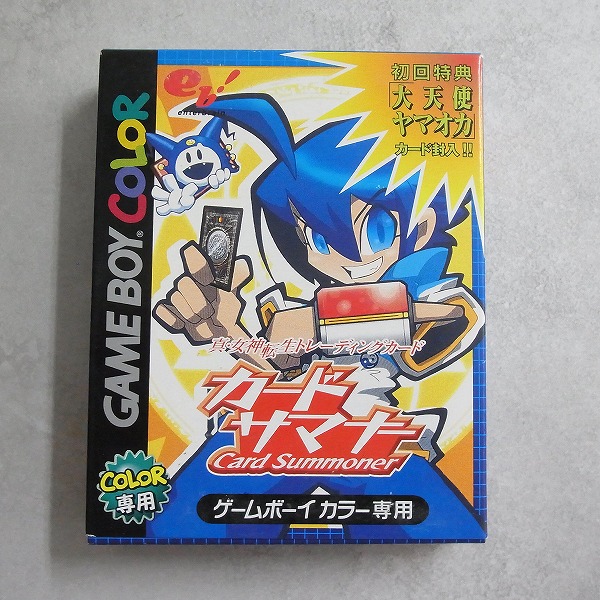 GAME BOY COLOR
eb!
enterbrain
初回特典
「大天使
ヤマオカ」
カード封入!!
真・女神転生トレーディングカード
カード
サマナー
Card Summoner
COLOR
専用
ゲームボーイ カラー専用